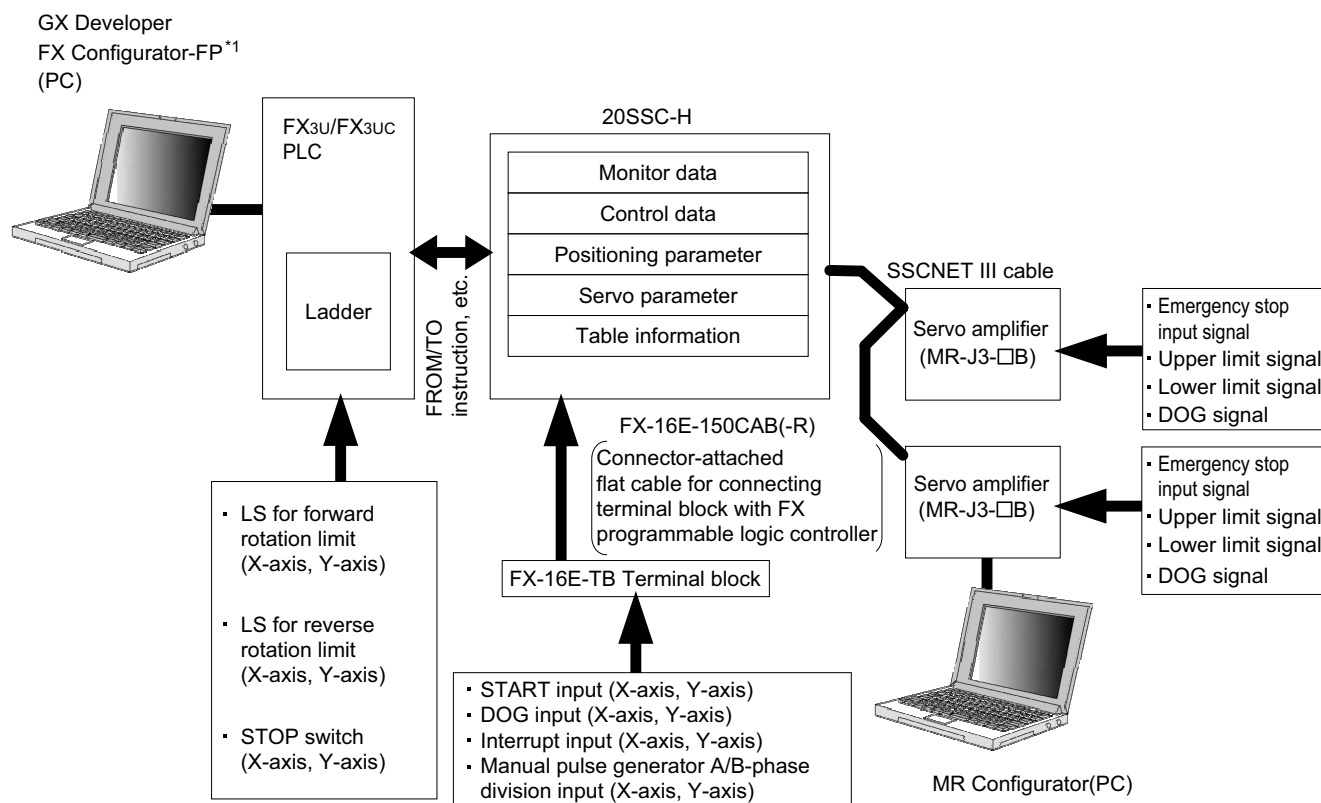 GX Developer
FX Configurator-FP*1
(PC)
FX3U/FX3UC
PLC
Ladder
FROM/TO
instruction, etc.
20SSC-H
Monitor data
Control data
Positioning parameter
Servo parameter
Table information
SSCNET III cable
Servo amplifier
(MR-J3-□B)
· Emergency stop
input signal
· Upper limit signal
· Lower limit signal
· DOG signal
FX-16E-150CAB(-R)
Connector-attached
flat cable for connecting
terminal block with FX
programmable logic controller
Servo amplifier
(MR-J3-□B)
· Emergency stop
input signal
· Upper limit signal
· Lower limit signal
· DOG signal
· LS for forward
rotation limit
(X-axis, Y-axis)
· LS for reverse
rotation limit
(X-axis, Y-axis)
· STOP switch
(X-axis, Y-axis)
FX-16E-TB Terminal block
· START input (X-axis, Y-axis)
· DOG input (X-axis, Y-axis)
· Interrupt input (X-axis, Y-axis)
· Manual pulse generator A/B-phase
division input (X-axis, Y-axis)
MR Configurator(PC)